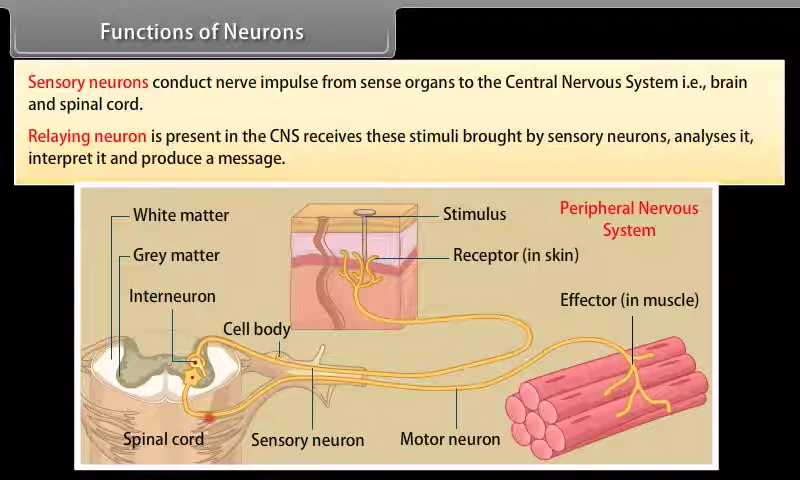 Functions of Neurons
Sensory neurons conduct nerve impulse from sense organs to the Central Nervous System i.e., brain
and spinal cord.
Relaying neuron is present in the CNS receives these stimuli brought by sensory neurons, analyses it,
interpret it and produce a message.
White matter
Stimulus
Peripheral Nervous
System
Grey matter
Receptor (in skin)
Interneuron
Effector (in muscle)
Cell body
Spinal cord
Sensory neuron
Motor neuron